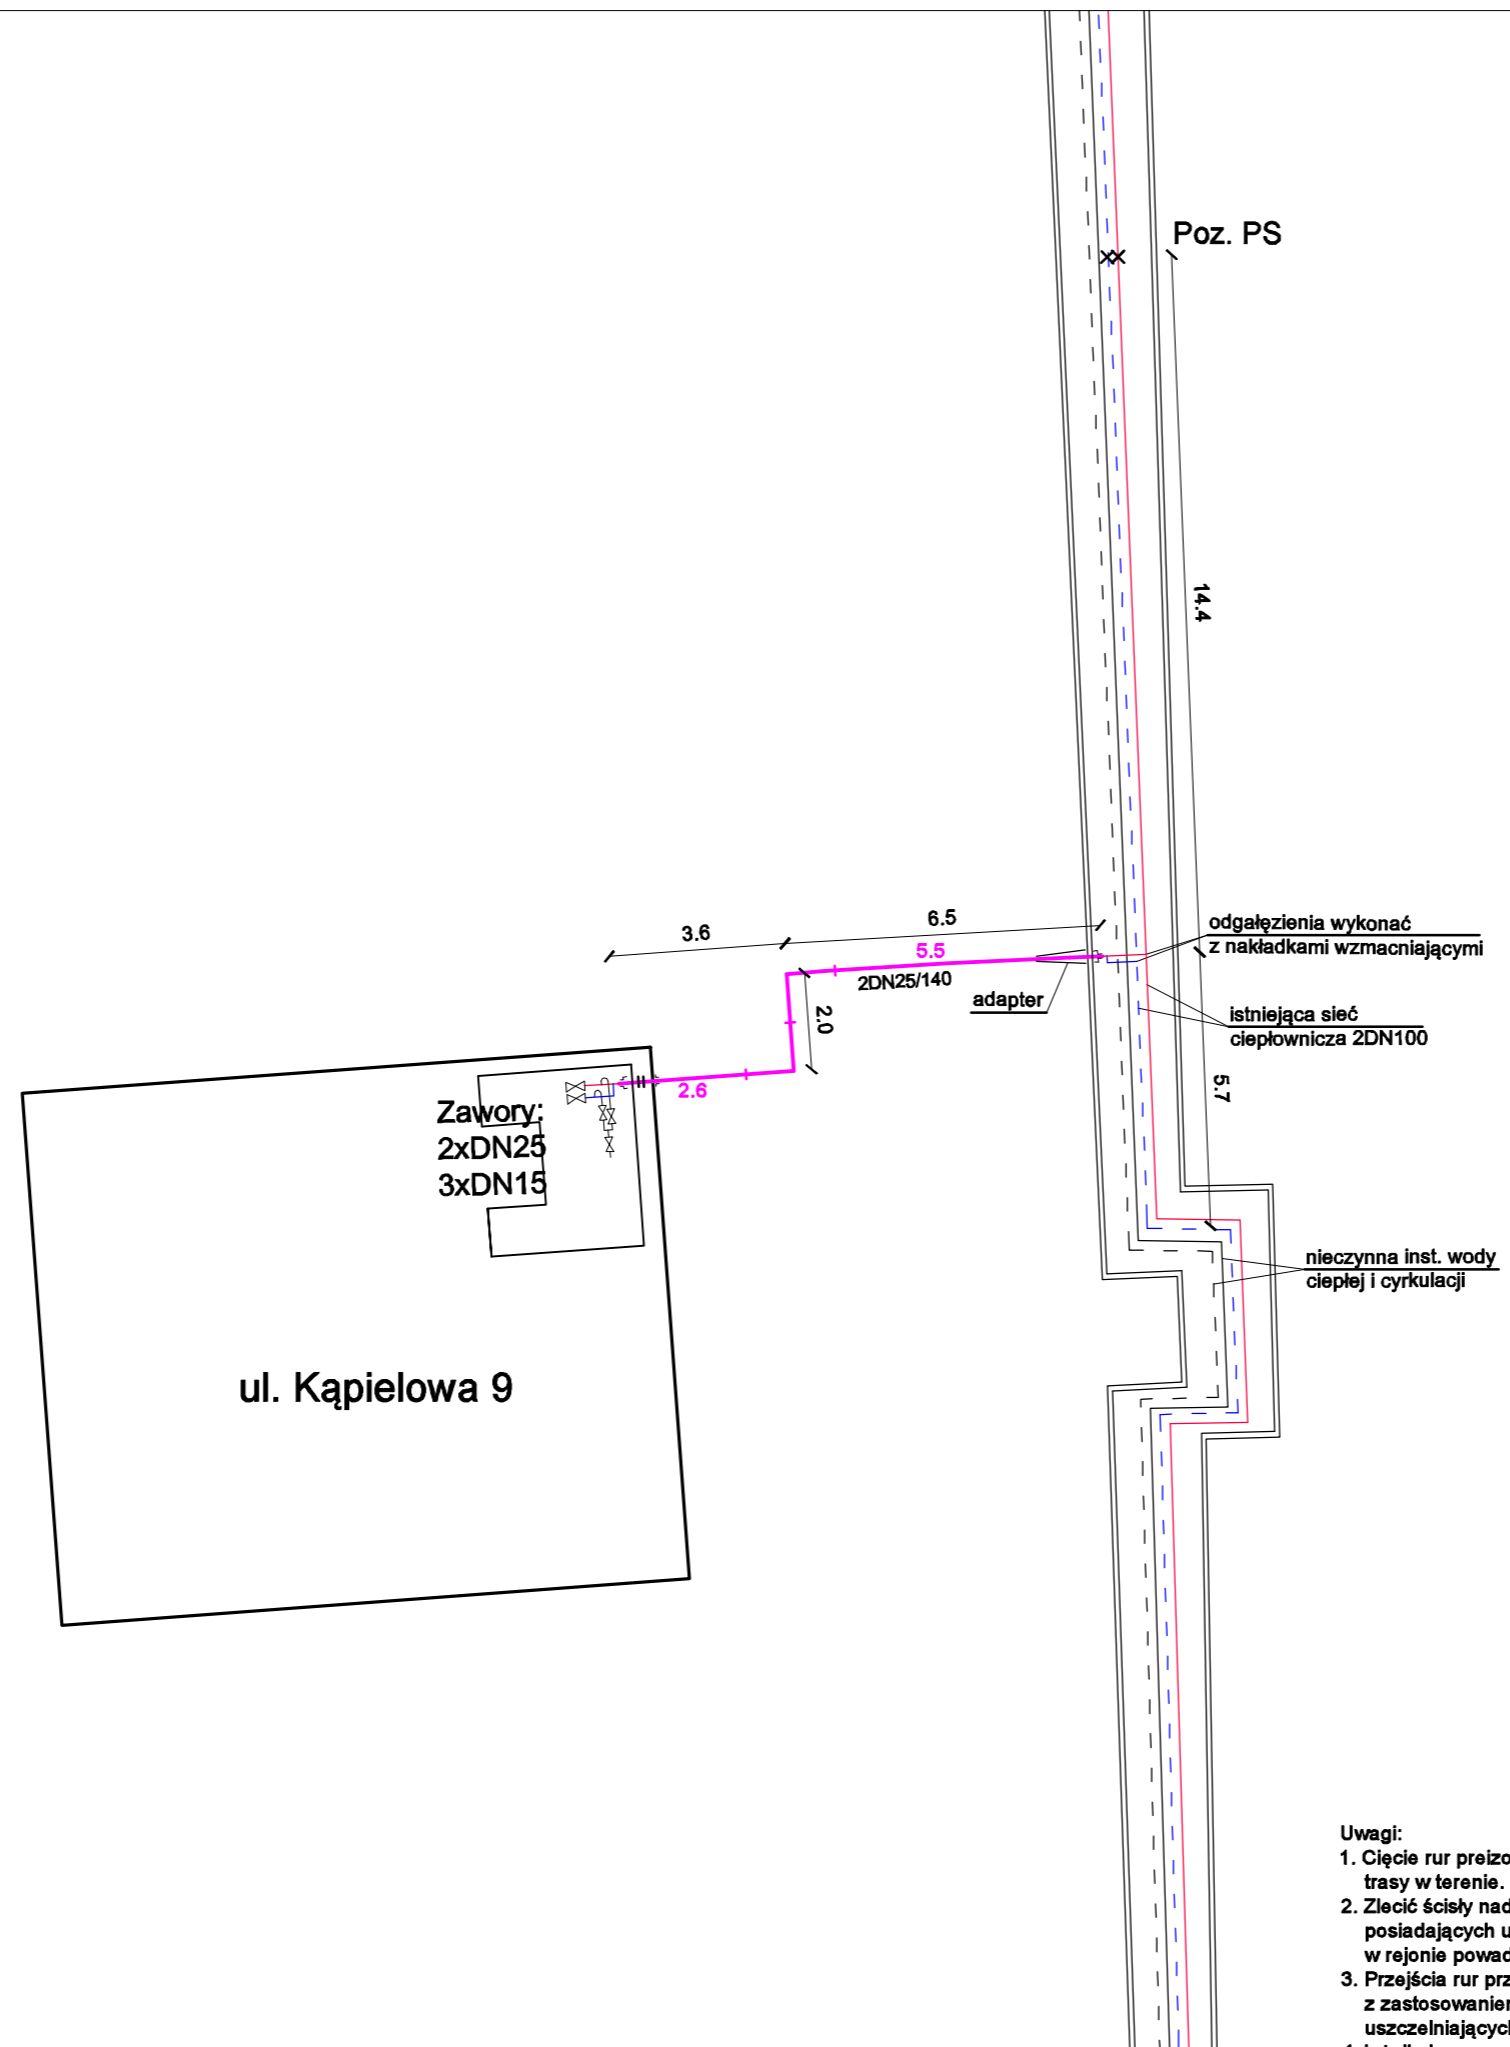 Poz. PS
14.4
3.6
6.5
5.5
2DN25/140
adapter
2.0
odgałęzienia wykonać
z nakładkami wzmacniającymi
istniejąca sieć
ciepłownicza 2DN100
5.7
2.6
Zawory:
2xDN25
3xDN15
nieczynna inst. wody
ciepłej i cyrkulacji
ul. Kąpielowa 9
Uwagi:
1. Cięcie rur preizo
trasy w terenie.
2. Zlecić ścisły nad
posiadających u
w rejonie powad
3. Przejścia rur prz
z zastosowanien
uszczelniających